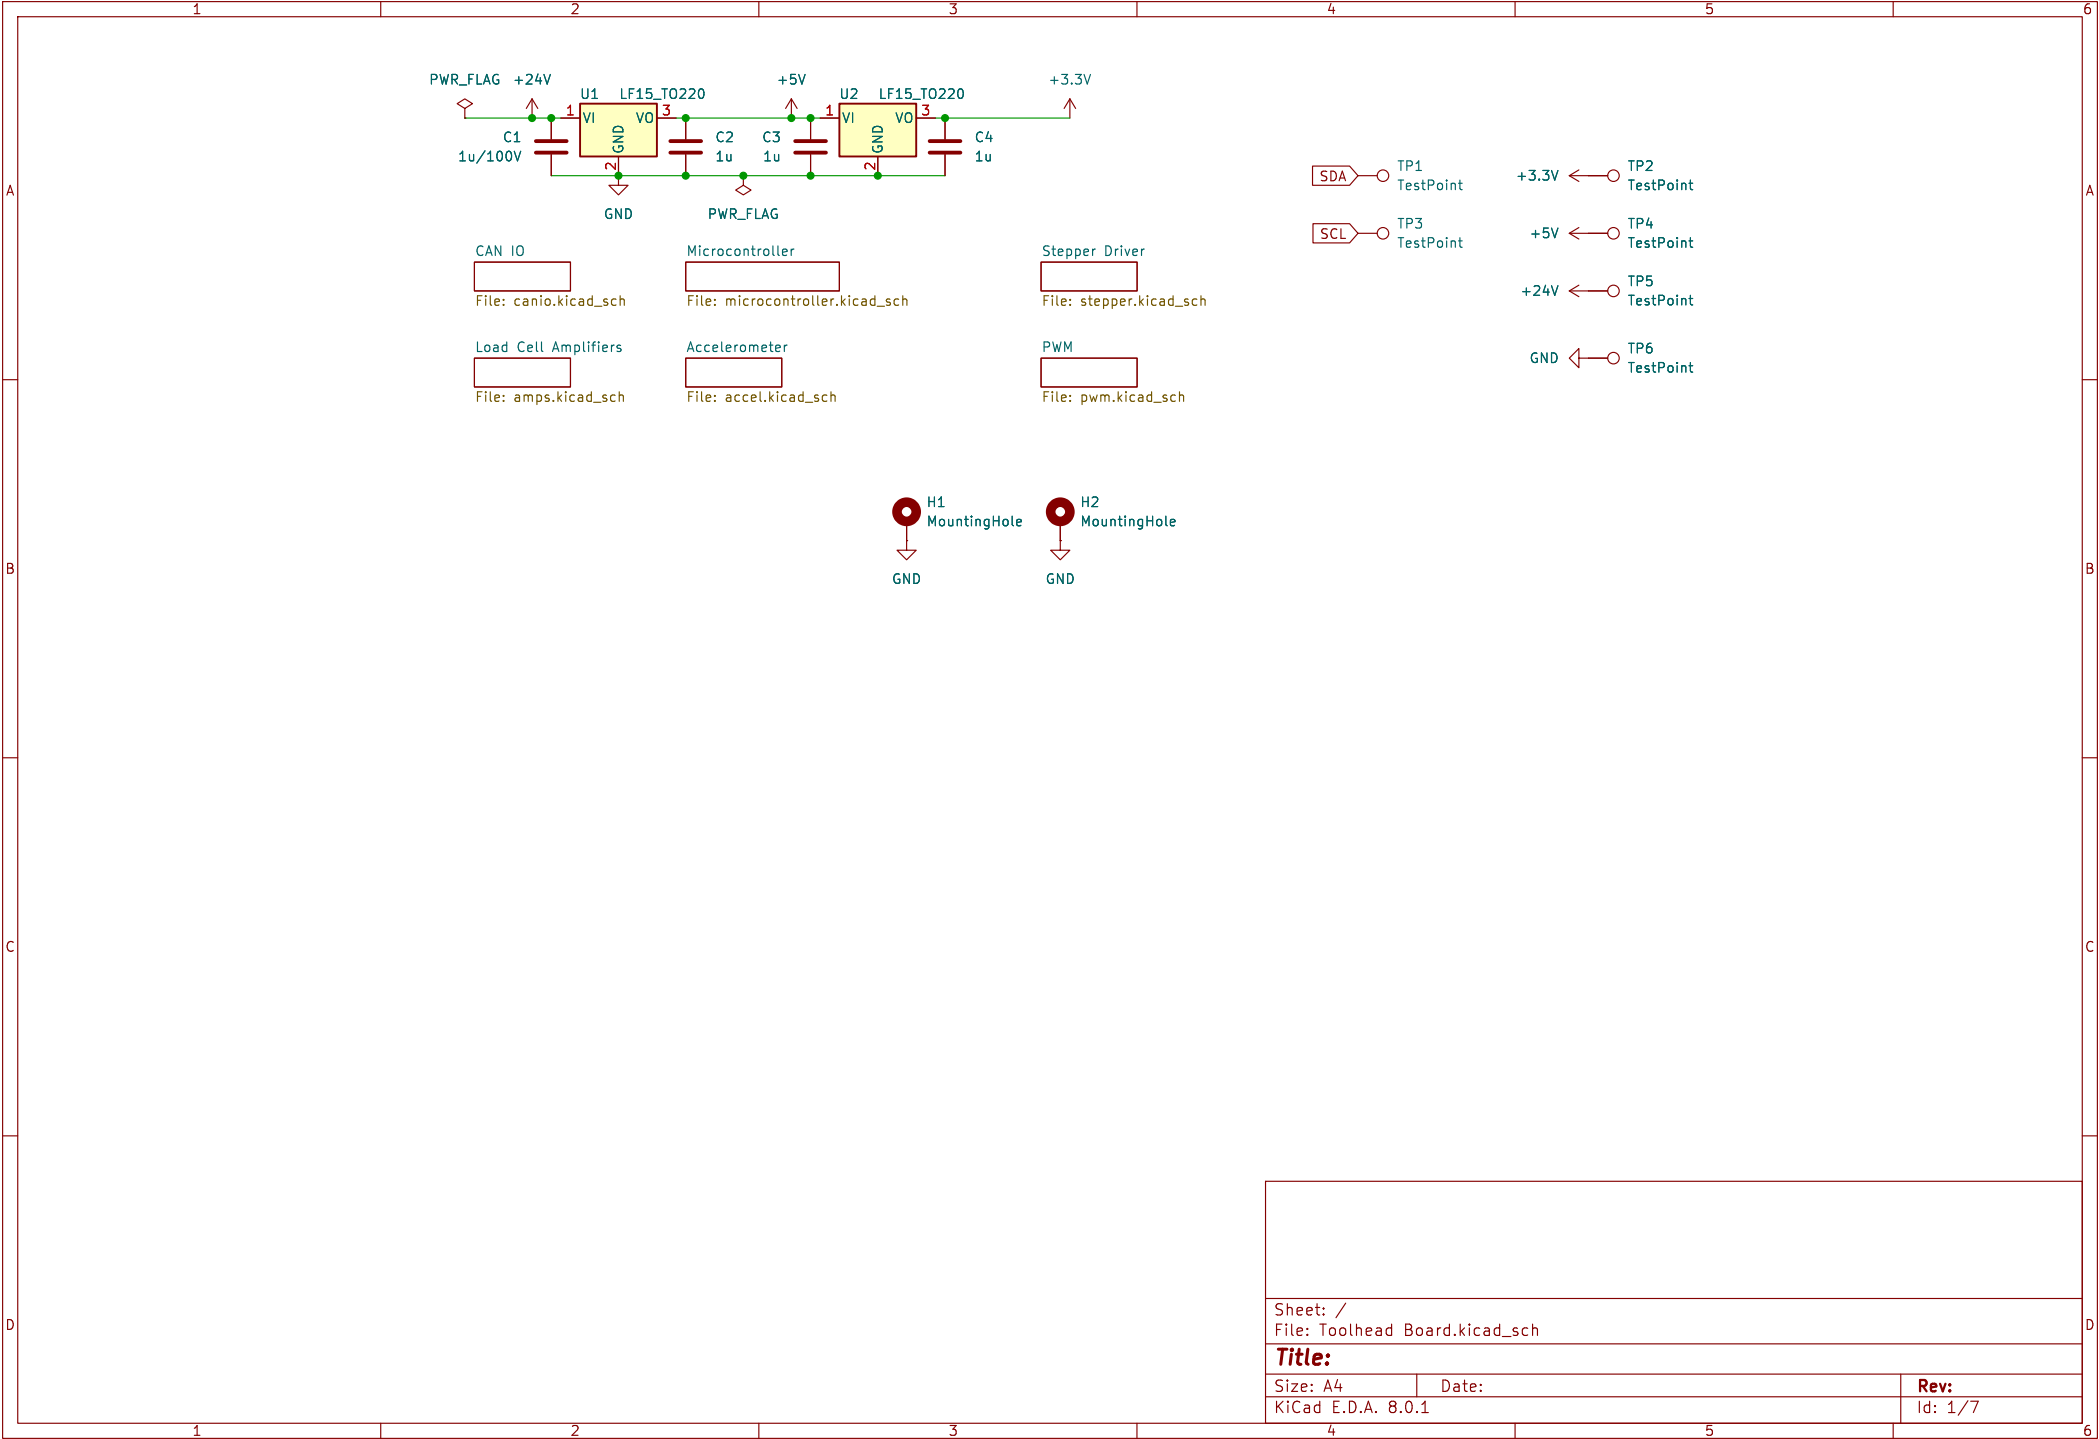 1 2 3 4 5 6
PWR_FLAG +24V +5V +3.3V
U1 LF15_TO220 U2 LF15_TO220
1 VI VO 3 1 VI VO 3
GND GND
2 2
C1 C2 C3 C4
1u/100V 1u 1u 1u
GND PWR_FLAG
SDA TP1 +3.3V TP2
TestPoint TestPoint
SCL TP3 +5V TP4
TestPoint TestPoint
+24V TP5
TestPoint
GND TP6
TestPoint
A A
CAN IO Microcontroller Stepper Driver
File: canio.kicad_sch File: microcontroller.kicad_sch File: stepper.kicad_sch
Load Cell Amplifiers Accelerometer PWM
File: amps.kicad_sch File: accel.kicad_sch File: pwm.kicad_sch
H1 H2
MountingHole MountingHole
GND GND
B B
C C
D D
Sheet: /
File: Toolhead Board.kicad_sch
Title:
Size: A4 Date: Rev:
KiCad E.D.A. 8.0.1 Id: 1/7
1 2 3 4 5 6